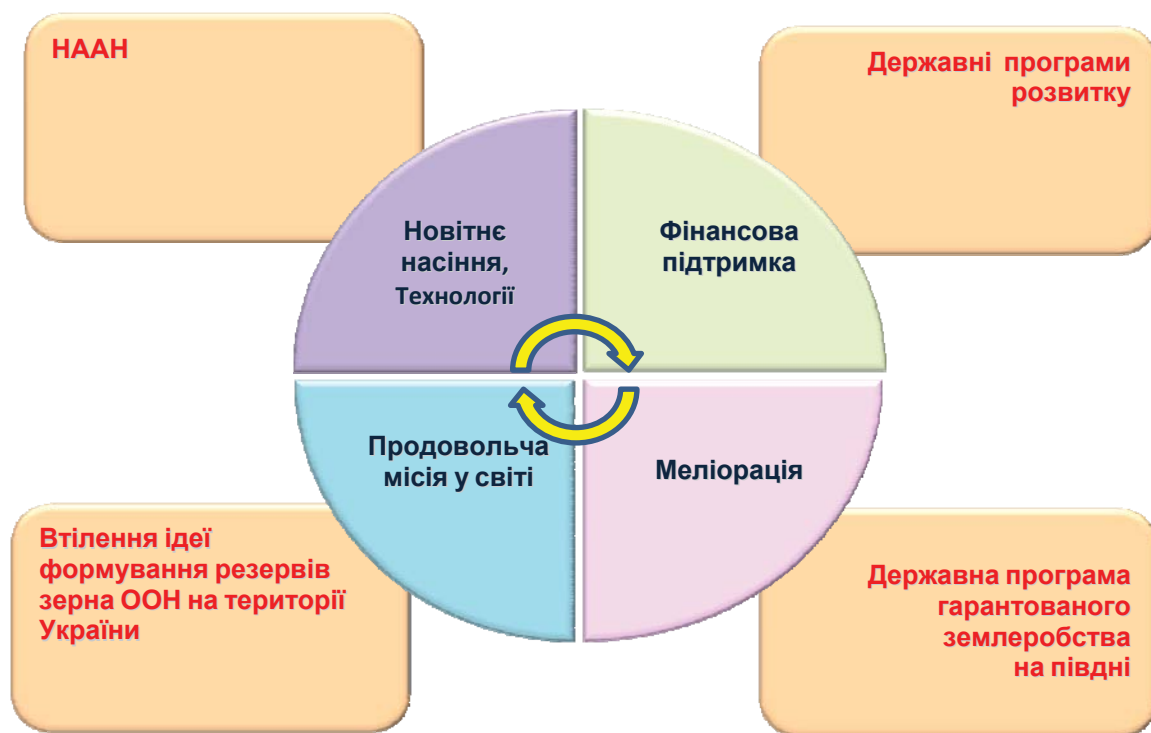 НААН
Державні програми
розвитку
Новітнє
насіння,
Технології
Фінансова
підтримка
Продовольча
місія у світі
Меліорація
Втілення ідеї
формування резервів
зерна ООН на території
України
Державна програма
гарантованого
землеробства
на півдні